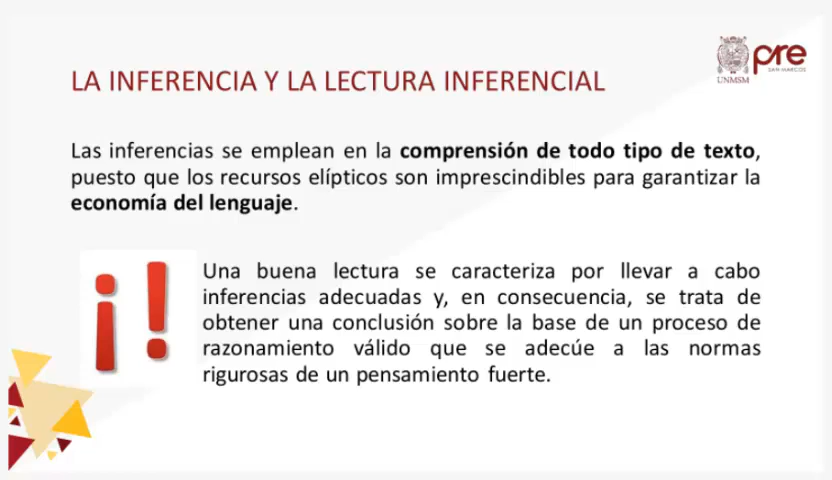 LA INFERENCIA Y LA LECTURA INFERENCIAL
UNMSM
pre
SAN MARCOS
Las inferencias se emplean en la comprensión de todo tipo de texto,
puesto que los recursos elípticos son imprescindibles para garantizar la
economía del lenguaje.
¡!
Una buena lectura se caracteriza por llevar a cabo
inferencias adecuadas y, en consecuencia, se trata de
obtener una conclusión sobre la base de un proceso de
razonamiento válido que se adecúe a las normas
rigurosas de un pensamiento fuerte.